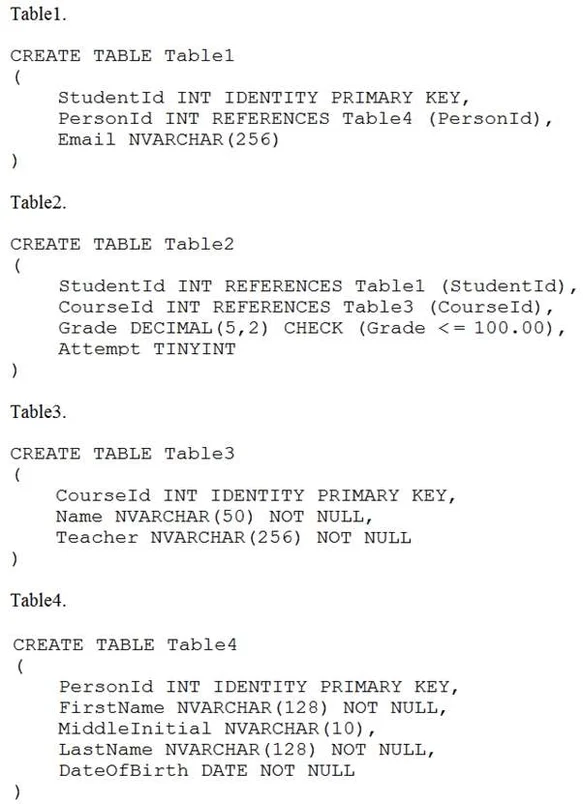 Table1.
CREATE TABLE Table1
(
StudentId INT IDENTITY PRIMARY KEY,
PersonId INT REFERENCES Table4 (PersonId),
Email NVARCHAR(256)
)
Table2.
CREATE TABLE Table2
(
StudentId INT REFERENCES Table1 (StudentId),
CourseId INT REFERENCES Table3 (CourseId),
Grade DECIMAL(5,2) CHECK (Grade <= 100.00),
Attempt TINYINT
)
Table3.
CREATE TABLE Table3
(
CourseId INT IDENTITY PRIMARY KEY,
Name NVARCHAR(50) NOT NULL,
Teacher NVARCHAR(256) NOT NULL
)
Table4.
CREATE TABLE Table4
(
PersonId INT IDENTITY PRIMARY KEY,
FirstName NVARCHAR(128) NOT NULL,
MiddleInitial NVARCHAR(10),
LastName NVARCHAR(128) NOT NULL,
DateOfBirth DATE NOT NULL
)